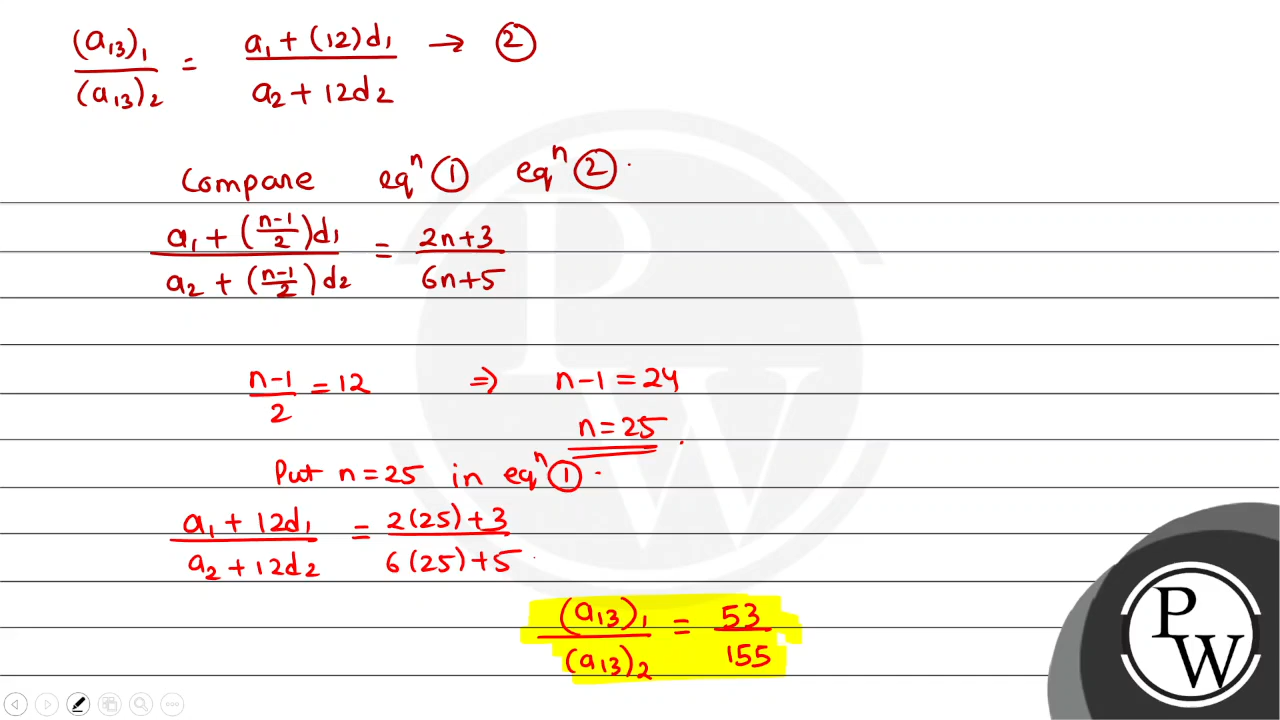 (a₁₃)₁ / (a₁₃)₂ = a₁ + (12)d₁ / a₂ + 12d₂ → ②
Compare eqⁿ ① eqⁿ ② .
a₁ + (n-1/2)d₁ / a₂ + (n-1/2)d₂ = 2n+3 / 6n+5
n-1/2 = 12 ⇒ n-1 = 24
n = 25 .
Put n = 25 in eqⁿ ① .
a₁ + 12d₁ / a₂ + 12d₂ = 2(25)+3 / 6(25)+5 .
(a₁₃)₁ / (a₁₃)₂ = 53 / 155
PW